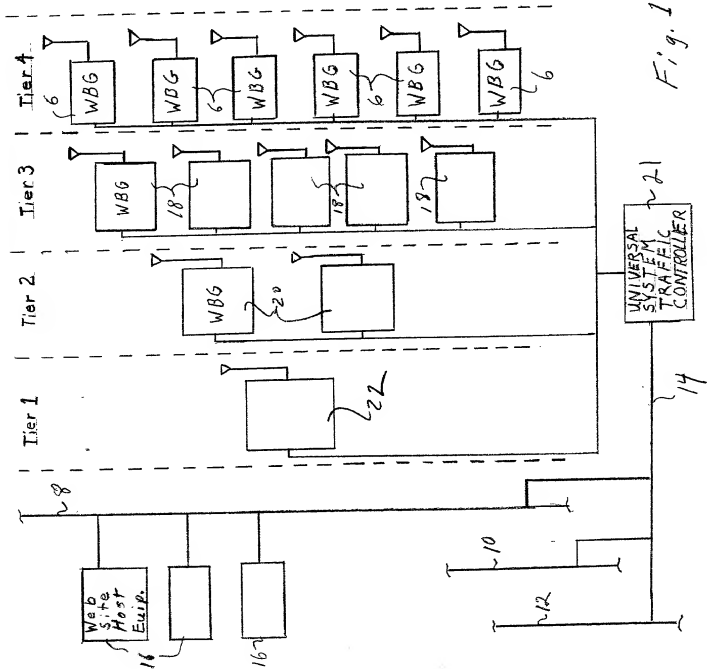 Tier 1
Tier 2
Tier 3
Tier 4
6
WBG
WBG
6
WBG
WBG
6
WBG
WBG
6
WBG
18
18
18
WBG
20
22
8
Web
Site
Host
Euip.
16
16
10
12
14
UNIVERSAL
SYSTEM
TRAFFIC
CONTROLLER
21
Fig. 1